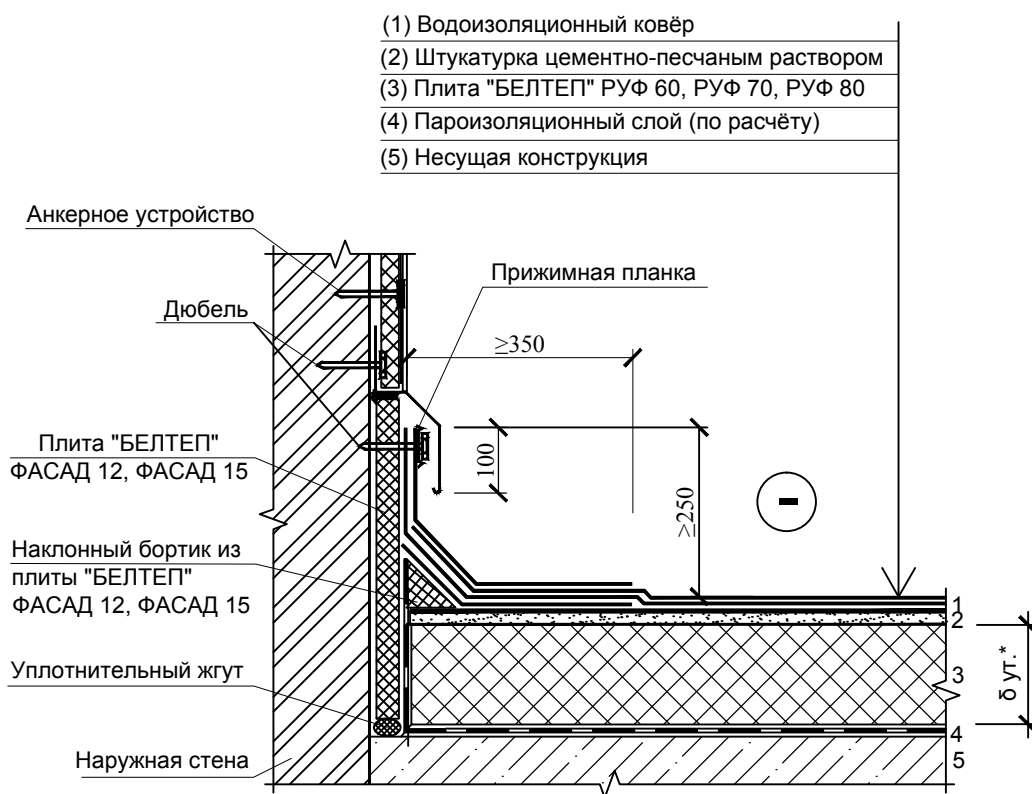 (1) Водоизоляционный ковёр
(2) Штукатурка цементно-песчаным раствором
(3) Плита "БЕЛТЕП" РУФ 60, РУФ 70, РУФ 80
(4) Пароизоляционный слой (по расчёту)
(5) Несущая конструкция
Анкерное устройство
Прижимная планка
Дюбель
≥350
Плита "БЕЛТЕП"
ФАСАД 12, ФАСАД 15
100
≥250
Наклонный бортик из
плиты "БЕЛТЕП"
ФАСАД 12, ФАСАД 15
1
2
Уплотнительный жгут
3
δ ут.*
4
Наружная стена
5